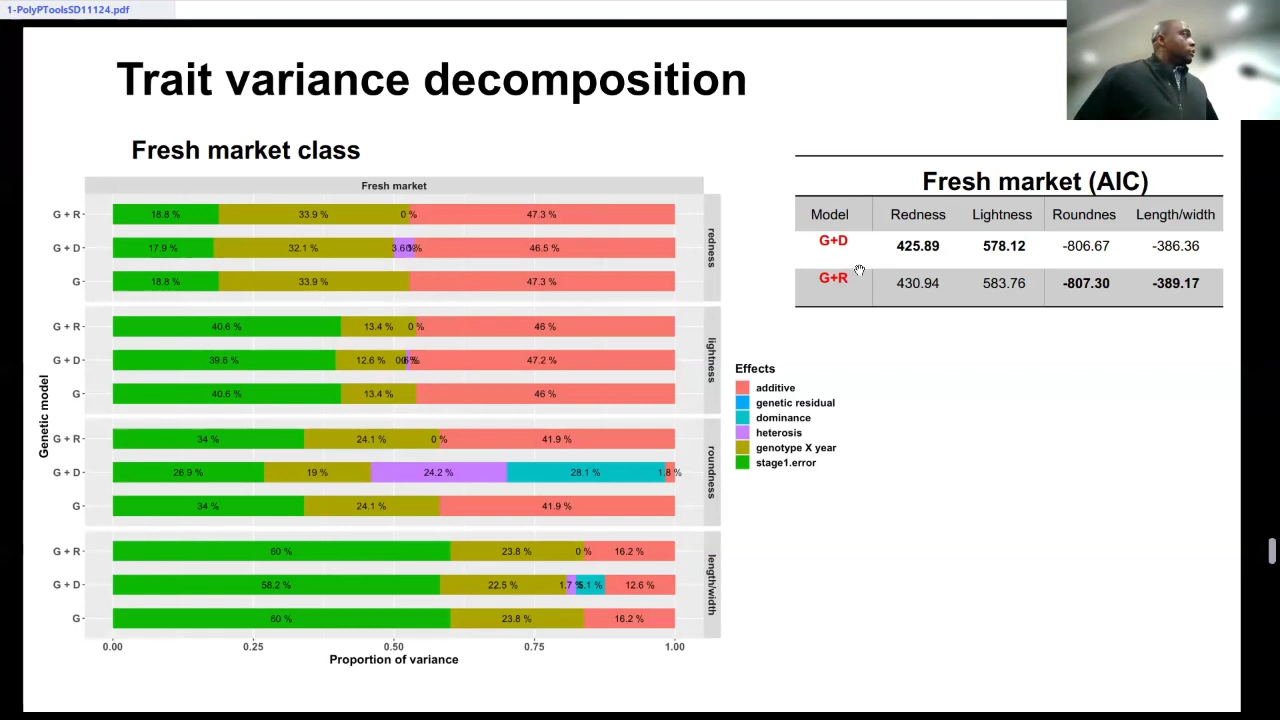 1-PolyPToolsSD11124.pdf
Trait variance decomposition
Fresh market class
Fresh market
G + R 18.8 % 33.9 % 0 % 47.3 %
G + D 17.9 % 32.1 % 46.5 %
G 18.8 % 33.9 % 47.3 %
redness
G + R 40.6 % 13.4 % 0 % 46 %
G + D 39.6 % 12.6 % 47.2 %
G 40.6 % 13.4 % 46 %
lightness
G + R 34 % 24.1 % 0 % 41.9 %
G + D 26.9 % 19 % 24.2 % 28.1 % 1.8 %
G 34 % 24.1 % 41.9 %
roundness
G + R 60 % 23.8 % 0 % 16.2 %
G + D 58.2 % 22.5 % 1.7 % 5.1 % 12.6 %
G 60 % 23.8 % 16.2 %
length/width
Genetic model
0.00 0.25 0.50 0.75 1.00
Proportion of variance
Effects
additive
genetic residual
dominance
heterosis
genotype X year
stage1.error
Fresh market (AIC)
Model Redness Lightness Roundnes Length/width
G+D 425.89 578.12 -806.67 -386.36
G+R 430.94 583.76 -807.30 -389.17